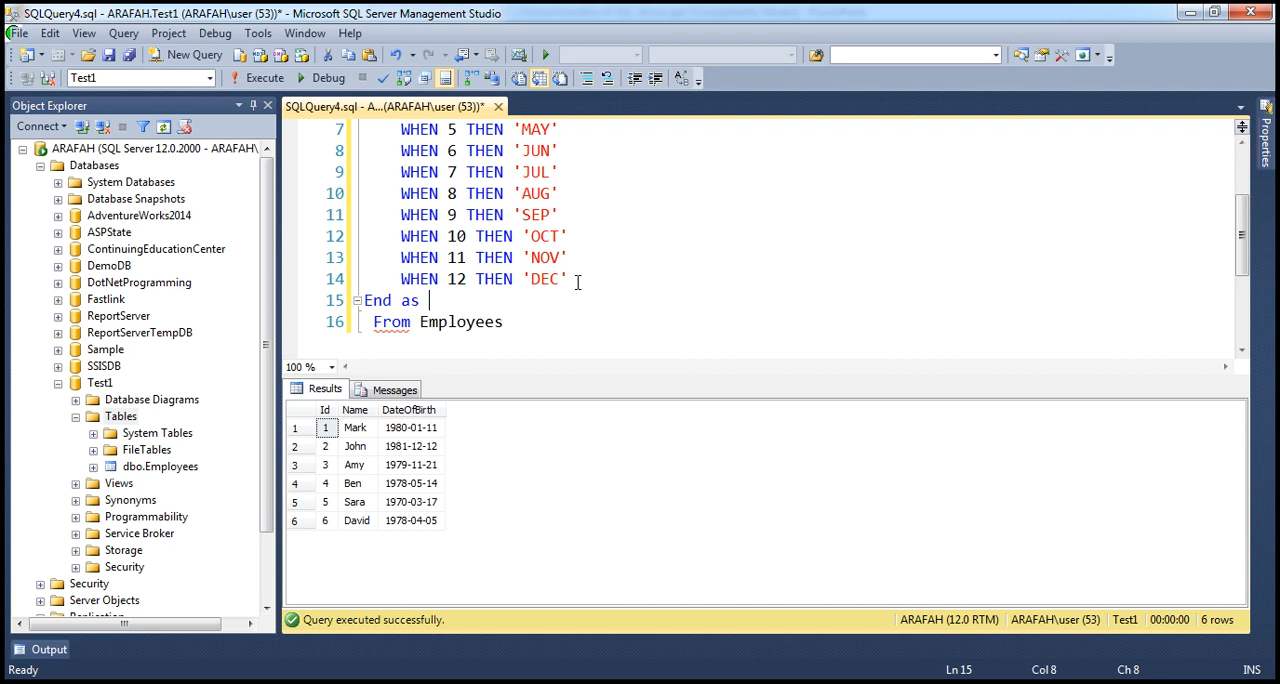 SQLQuery4.sql - ARAFAH.Test1 (ARAFAH\user (53))* - Microsoft SQL Server Management Studio
File Edit View Query Project Debug Tools Window Help
New Query
Test1 Execute Debug
Object Explorer
Connect
ARAFAH (SQL Server 12.0.2000 - ARAFAH\
Databases
System Databases
Database Snapshots
AdventureWorks2014
ASPState
ContinuingEducationCenter
DemoDB
DotNetProgramming
Fastlink
ReportServer
ReportServerTempDB
Sample
SSISDB
Test1
Database Diagrams
Tables
System Tables
FileTables
dbo.Employees
Views
Synonyms
Programmability
Service Broker
Storage
Security
Security
Server Objects
SQLQuery4.sql - A...(ARAFAH\user (53))*
7 WHEN 5 THEN 'MAY'
8 WHEN 6 THEN 'JUN'
9 WHEN 7 THEN 'JUL'
10 WHEN 8 THEN 'AUG'
11 WHEN 9 THEN 'SEP'
12 WHEN 10 THEN 'OCT'
13 WHEN 11 THEN 'NOV'
14 WHEN 12 THEN 'DEC'
15 End as
16 From Employees
100 %
Results Messages
Id Name DateOfBirth
1 1 Mark 1980-01-11
2 2 John 1981-12-12
3 3 Amy 1979-11-21
4 4 Ben 1978-05-14
5 5 Sara 1970-03-17
6 6 David 1978-04-05
Query executed successfully. ARAFAH (12.0 RTM) ARAFAH\user (53) Test1 00:00:00 6 rows
Properties
Output
Ready Ln 15 Col 8 Ch 8 INS